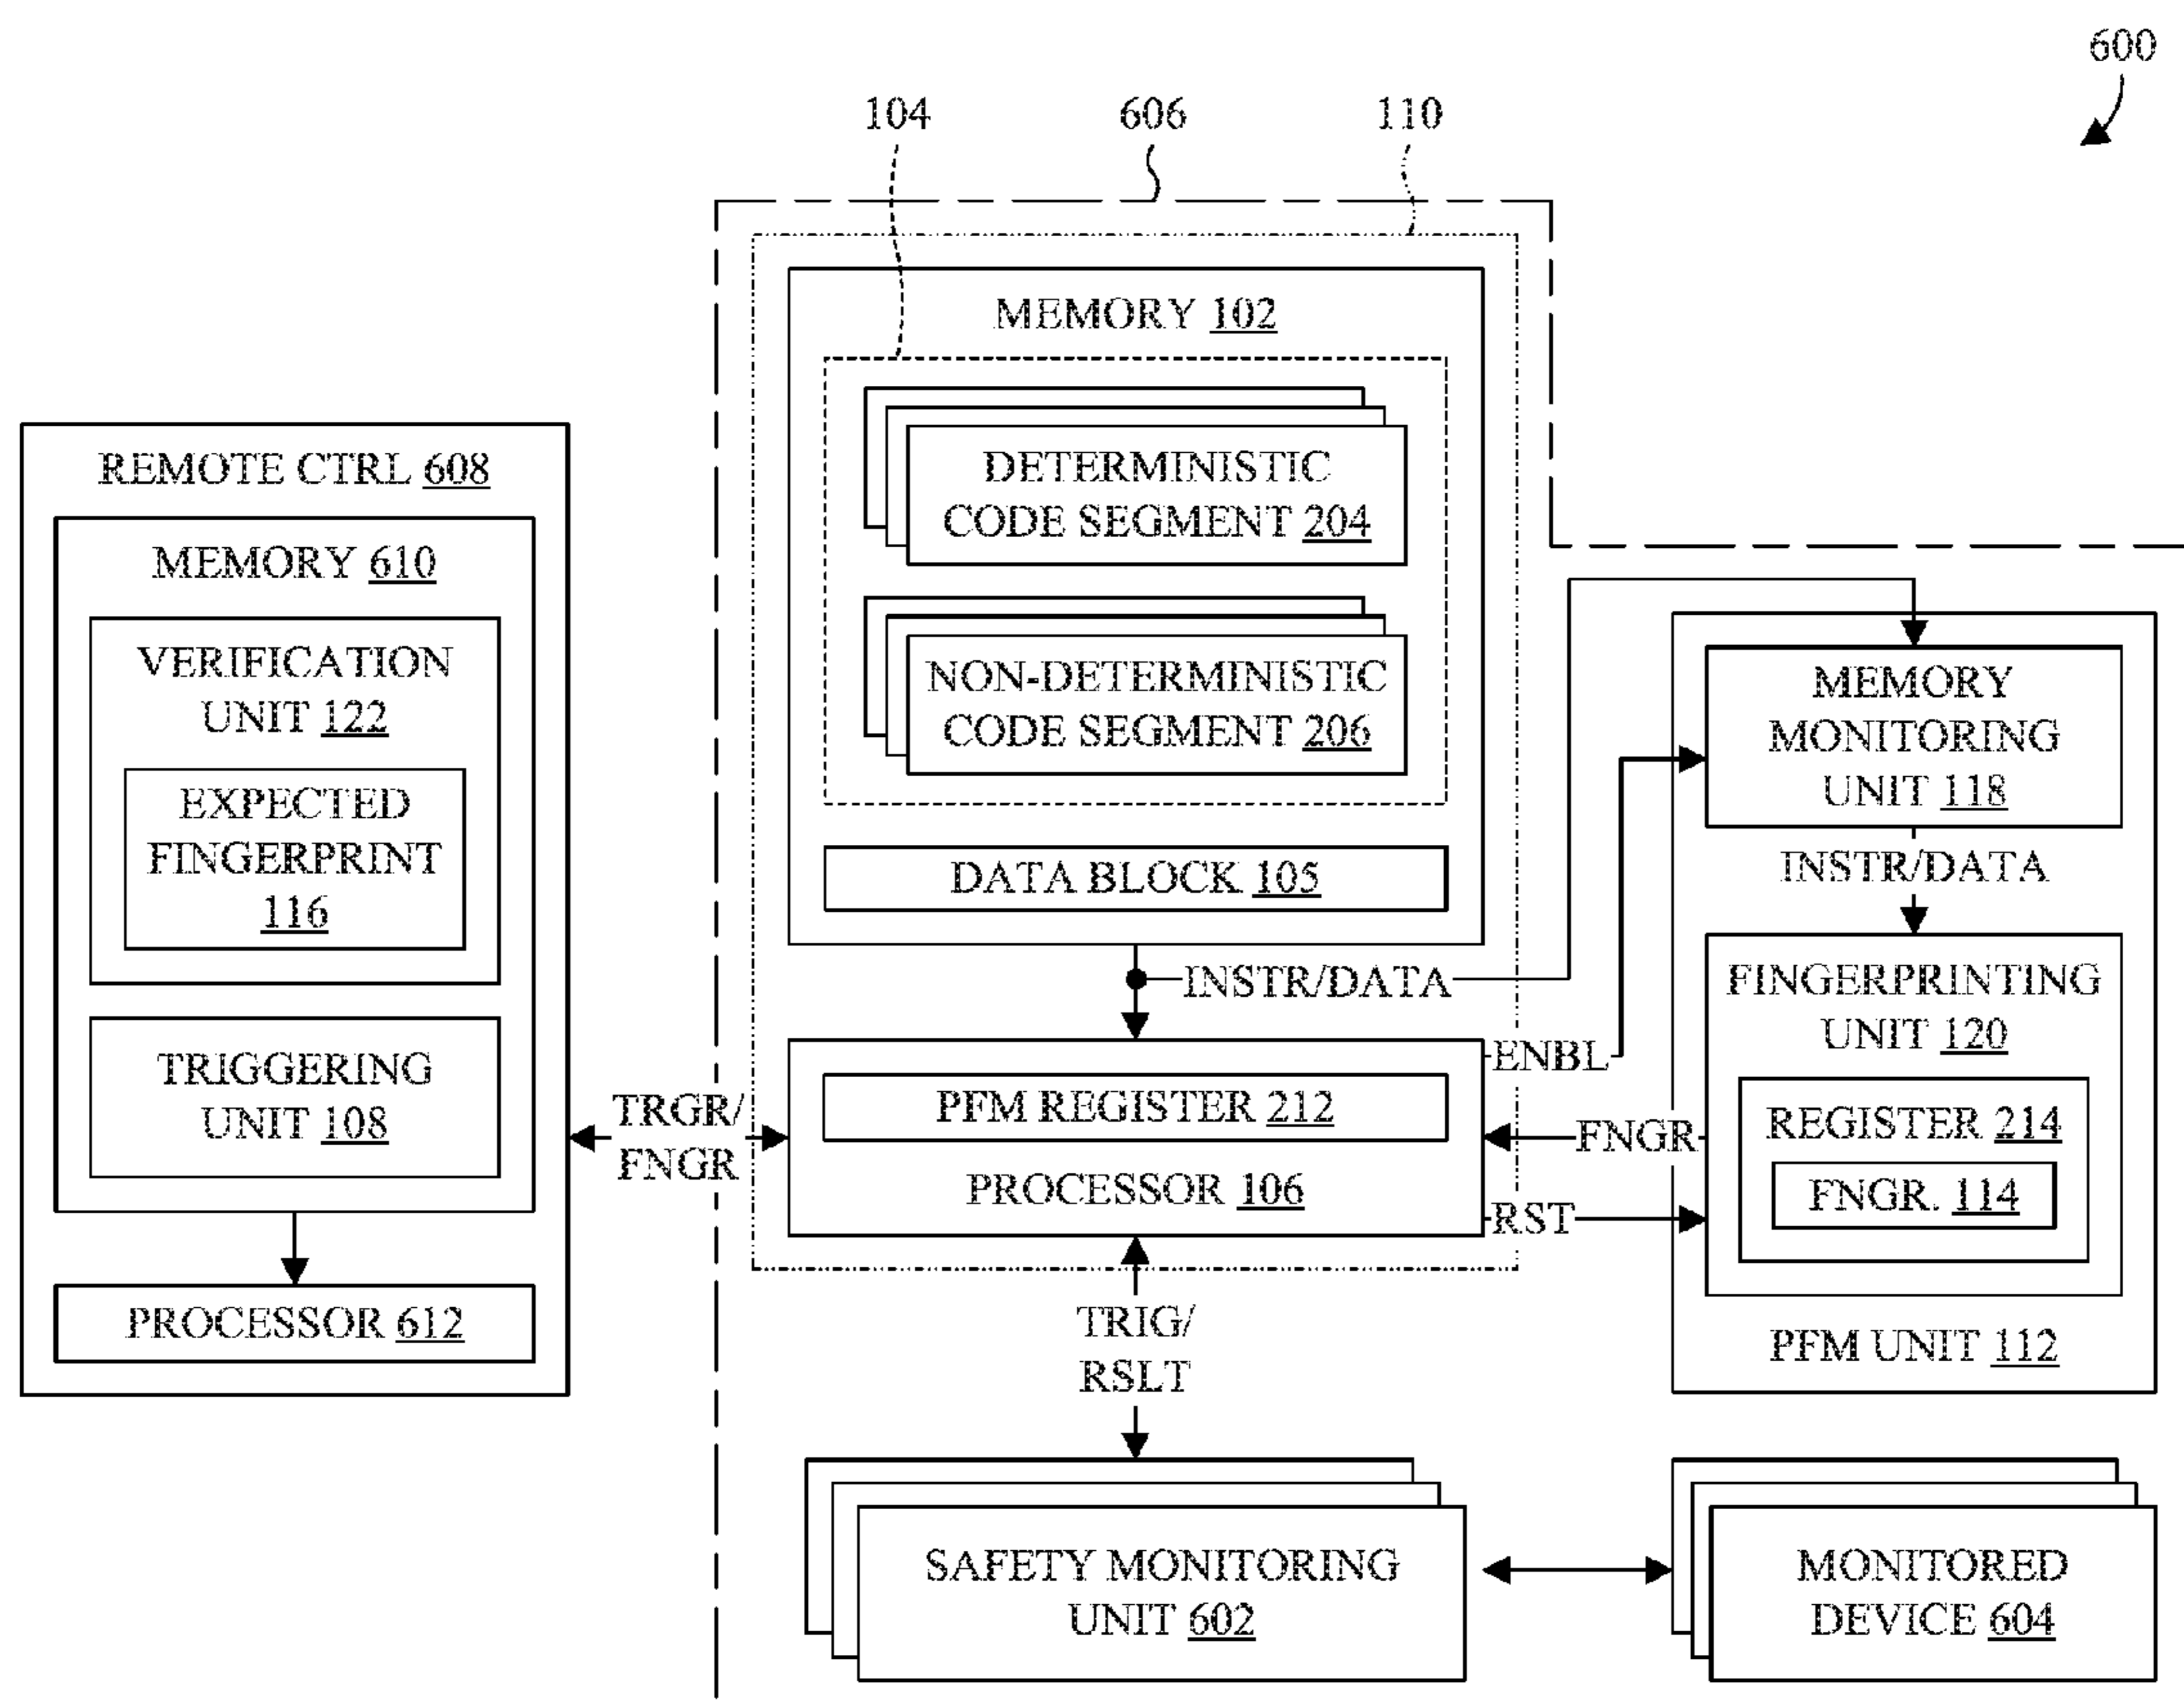 600
104
606
110
MEMORY 102
DETERMINISTIC
CODE SEGMENT 204
NON-DETERMINISTIC
CODE SEGMENT 206
DATA BLOCK 105
INSTR/DATA
REMOTE CTRL 608
MEMORY 610
VERIFICATION
UNIT 122
EXPECTED
FINGERPRINT
116
TRIGGERING
UNIT 108
PROCESSOR 612
TRGR/
FNGR
PFM REGISTER 212
PROCESSOR 106
ENBL
FNGR
RST
MEMORY
MONITORING
UNIT 118
INSTR/DATA
FINGERPRINTING
UNIT 120
REGISTER 214
FNGR. 114
PFM UNIT 112
TRIG/
RSLT
SAFETY MONITORING
UNIT 602
MONITORED
DEVICE 604